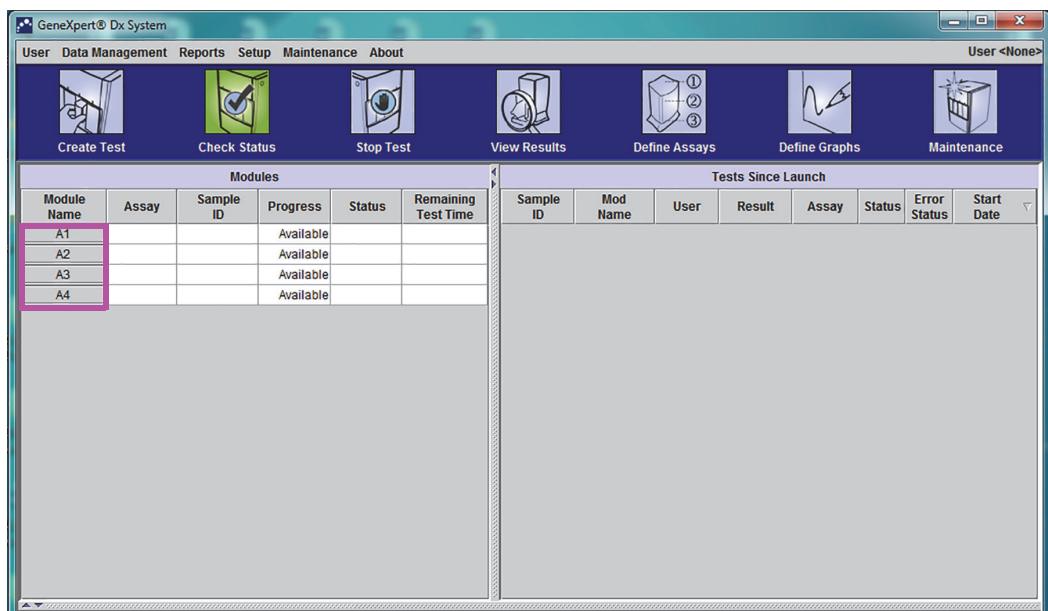 GeneXpert® Dx System
User Data Management Reports Setup Maintenance About User <None>
Create Test Check Status Stop Test View Results Define Assays Define Graphs Maintenance
① ② ③
Modules Tests Since Launch
Module Name Assay Sample ID Progress Status Remaining Test Time Sample ID Mod Name User Result Assay Status Error Status Start Date
A1 Available
A2 Available
A3 Available
A4 Available